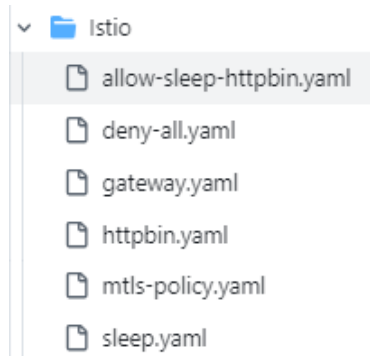 Istio
allow-sleep-httpbin.yaml
deny-all.yaml
gateway.yaml
httpbin.yaml
mtls-policy.yaml
sleep.yaml